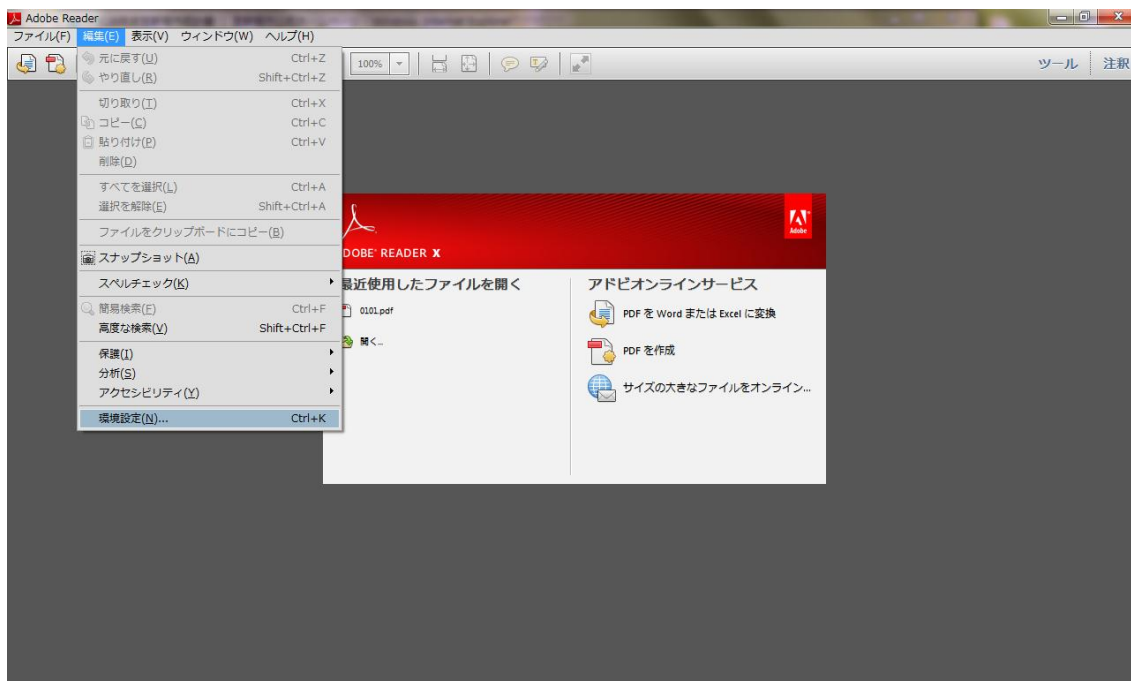 Adobe Reader
ファイル(F) 編集(E) 表示(V) ウィンドウ(W) ヘルプ(H)
100%
ツール 注釈
元に戻す(U) Ctrl+Z
やり直し(R) Shift+Ctrl+Z
切り取り(T) Ctrl+X
コピー(C) Ctrl+C
貼り付け(P) Ctrl+V
削除(D)
すべてを選択(L) Ctrl+A
選択を解除(E) Shift+Ctrl+A
ファイルをクリップボードにコピー(B)
スナップショット(A)
スペルチェック(K)
簡易検索(F) Ctrl+F
高度な検索(V) Shift+Ctrl+F
保護(I)
分析(S)
アクセシビリティ(Y)
環境設定(N)... Ctrl+K
Adobe
DOBE® READER X
最近使用したファイルを開く
0101.pdf
開く...
アドビオンラインサービス
PDF を Word または Excel に変換
PDF を作成
サイズの大きなファイルをオンライン...